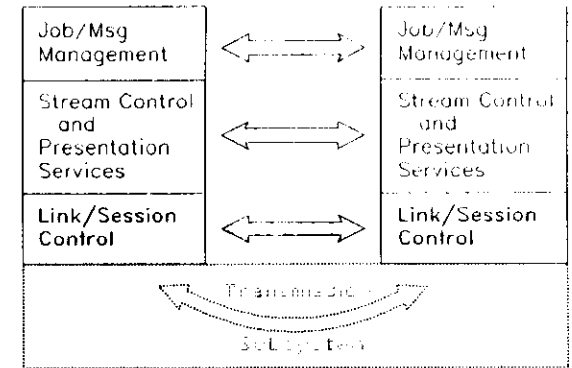 Job/Msg
Management
Stream Control
and
Presentation
Services
Link/Session
Control
Job/Msg
Management
Stream Control
and
Presentation
Services
Link/Session
Control
Subsystem